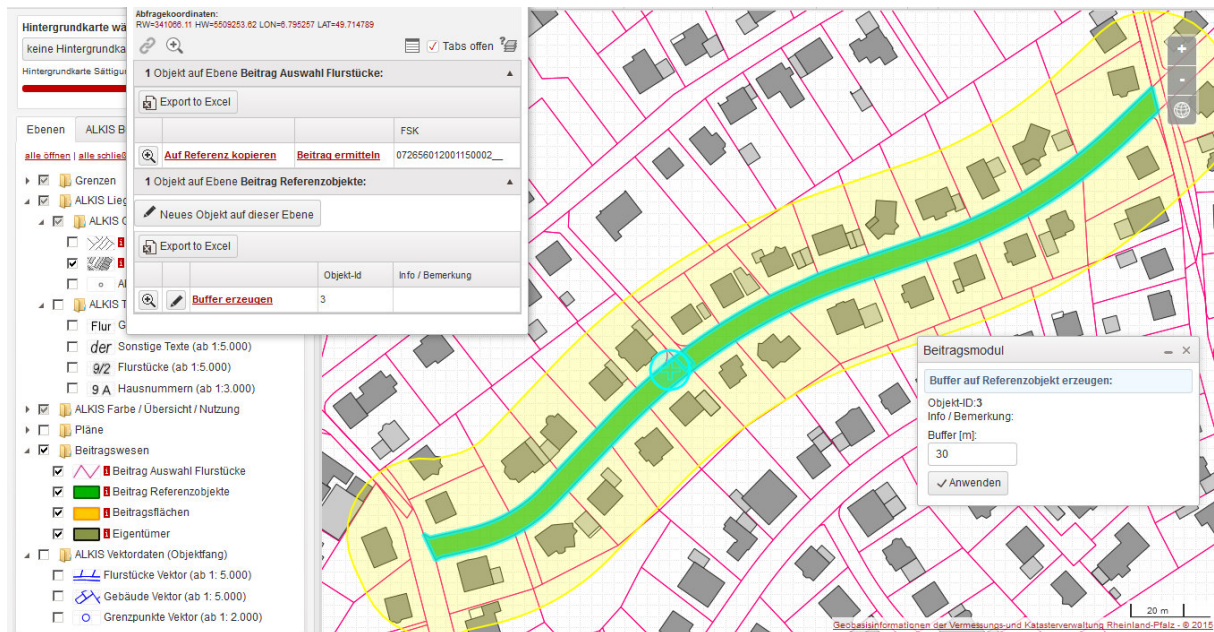 Hintergrundkarte wä
keine Hintergrundka
Hintergrundkarte Sättigu
Ebenen
ALKIS B
alle öffnen | alle schließ
Grenzen
ALKIS Lieg
ALKIS G
Al
ALKIS T
Flur G
der Sonstige Texte (ab 1:5.000)
9/2 Flurstücke (ab 1:5.000)
9 A Hausnummern (ab 1:3.000)
ALKIS Farbe / Übersicht / Nutzung
Pläne
Beitragswesen
Beitrag Auswahl Flurstücke
Beitrag Referenzobjekte
Beitragsflächen
Eigentümer
ALKIS Vektordaten (Objektfang)
Flurstücke Vektor (ab 1: 5.000)
Gebäude Vektor (ab 1: 5.000)
Grenzpunkte Vektor (ab 1: 2.000)
Abfragekoordinaten:
RW=341066.11 HW=5509253.62 LON=6.795257 LAT=49.714789
Tabs offen
1 Objekt auf Ebene Beitrag Auswahl Flurstücke:
Export to Excel
FSK
Auf Referenz kopieren Beitrag ermitteln 072656012001150002__
1 Objekt auf Ebene Beitrag Referenzobjekte:
Neues Objekt auf dieser Ebene
Export to Excel
Objekt-Id Info / Bemerkung
Buffer erzeugen 3
+
-
Beitragsmodul
Buffer auf Referenzobjekt erzeugen:
Objekt-ID:3
Info / Bemerkung:
Buffer [m]:
30
Anwenden
20 m
Geobasisinformationen der Vermessungs- und Katasterverwaltung Rheinland-Pfalz - © 2015